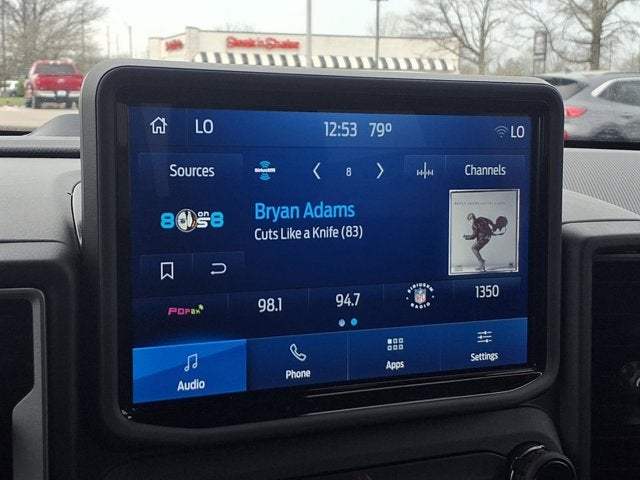 Steak 'n Shake
LO
12:53 79º
LO
Sources
SiriusXM
8
Channels
80s on 8
Bryan Adams
Cuts Like a Knife (83)
98.1
94.7
SIRIUSXM NFL RADIO
1350
Audio
Phone
Apps
Settings